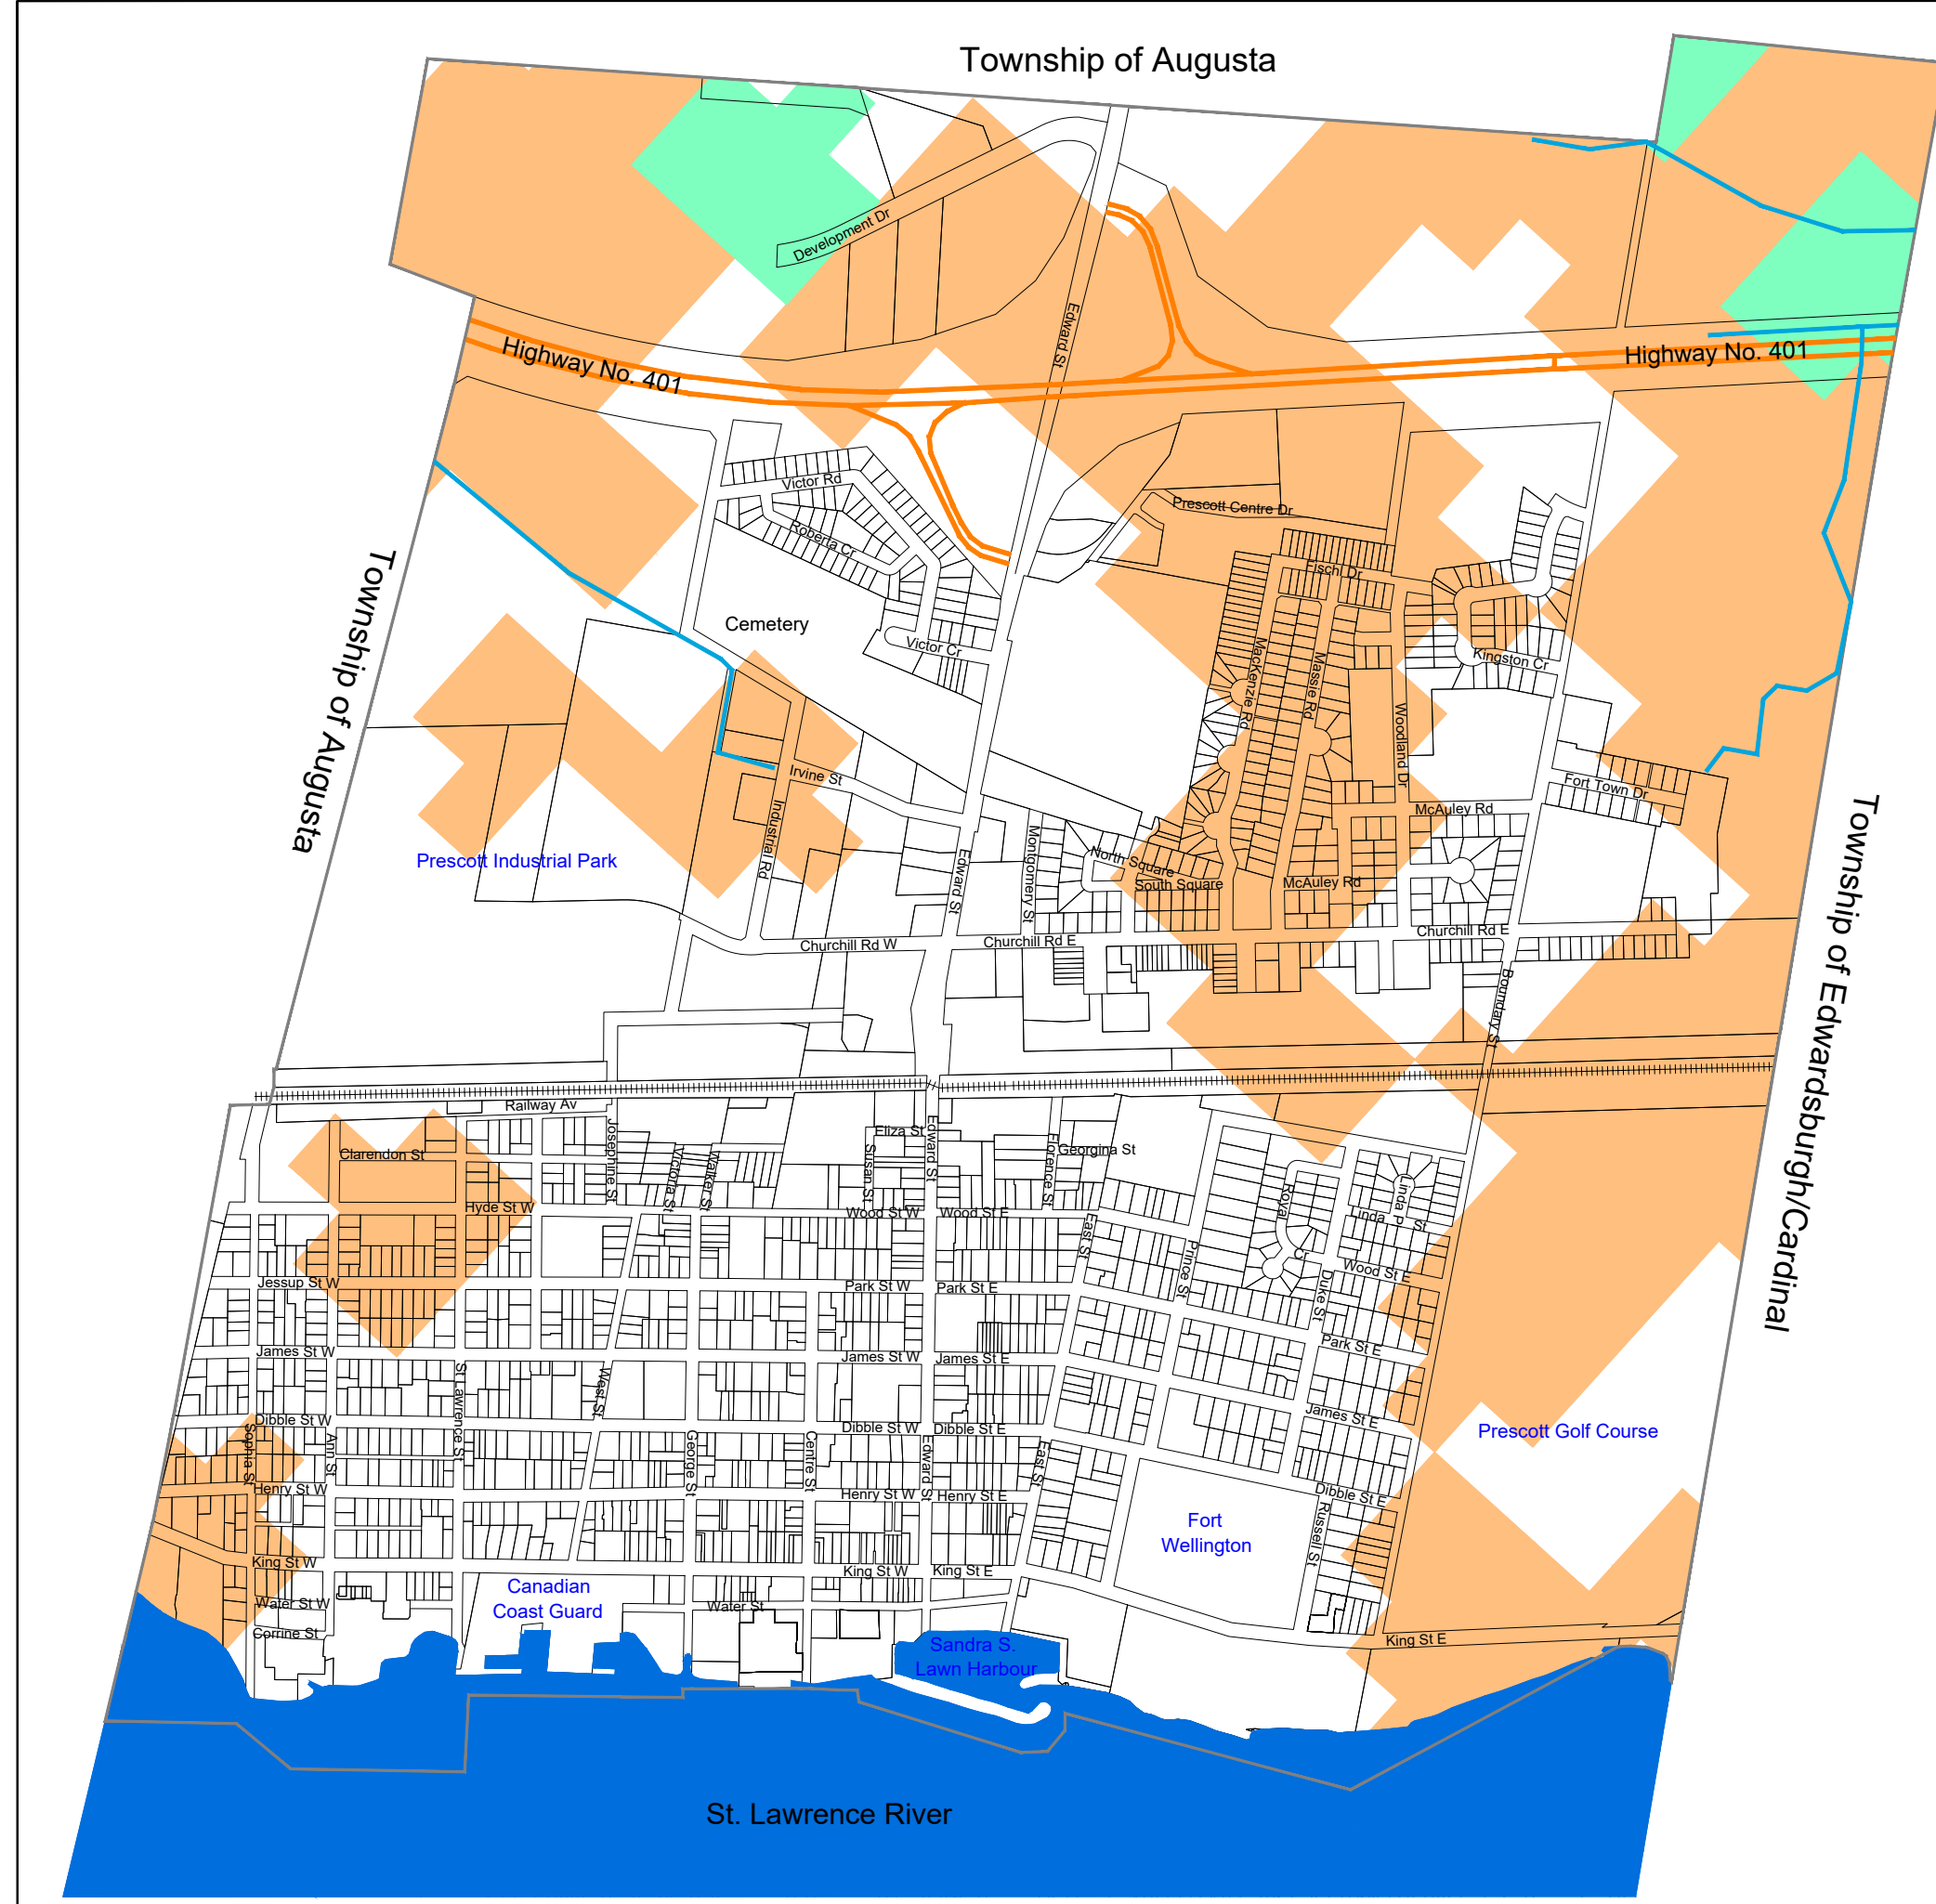 Township of Augusta
Development Dr
Edward St
Highway No. 401
Highway No. 401
Victor Rd
Roberta Cr
Prescott Centre Dr
Fischl Dr
Township of Augusta
Cemetery
Victor Cr
MacKenzie Rd
Massie Rd
Kingston Cr
Woodland Dr
Irvine St
Industrial Rd
Fort Town Dr
McAuley Rd
Prescott Industrial Park
Edward St
Montgomery St
North Square
South Square
McAuley Rd
Churchill Rd W
Churchill Rd E
Churchill Rd E
Boundary St
Township of Edwardsburgh/Cardinal
Railway Av
Clarendon St
Josephine St
Victoria St
Walker St
Eliza St
Susan St
Edward St
Florence St
Georgina St
Hyde St W
Wood St W
Wood St E
East St
Prince St
Royal
Cr
Linda P
Linda
St
Wood St E
Duke St
Jessup St W
Park St W
Park St E
Park St E
James St W
James St W
James St E
James St E
St Lawrence St
West St
Dibble St W
Dibble St W
Dibble St E
Sophia St
Ann St
George St
Centre St
Edward St
East St
Prescott Golf Course
Henry St W
Henry St W
Henry St E
Dibble St E
Russell St
Fort
Wellington
King St W
King St W
King St E
Canadian
Coast Guard
Water St W
Water St
Corrine St
King St E
Sandra S.
Lawn Harbour
St. Lawrence River